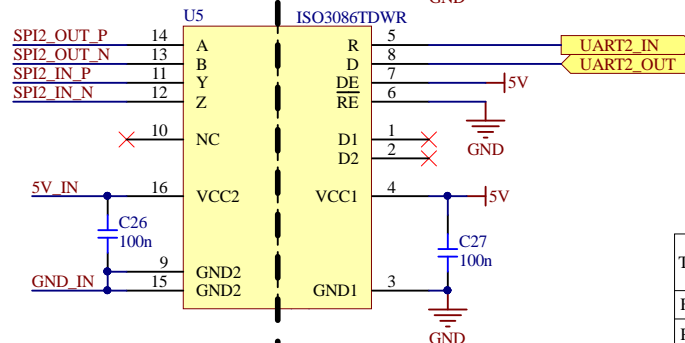 GND
U5
ISO3086TDWR
SPI2_OUT_P 14 A R 5 UART2_IN
SPI2_OUT_N 13 B D 8 UART2_OUT
SPI2_IN_P 11 Y DE 7 5V
SPI2_IN_N 12 Z RE 6
GND
10 NC D1 1
D2 2
5V_IN 16 VCC2 VCC1 4 5V
C26
100n
C27
100n
9 GND2
GND_IN 15 GND2 GND1 3
GND